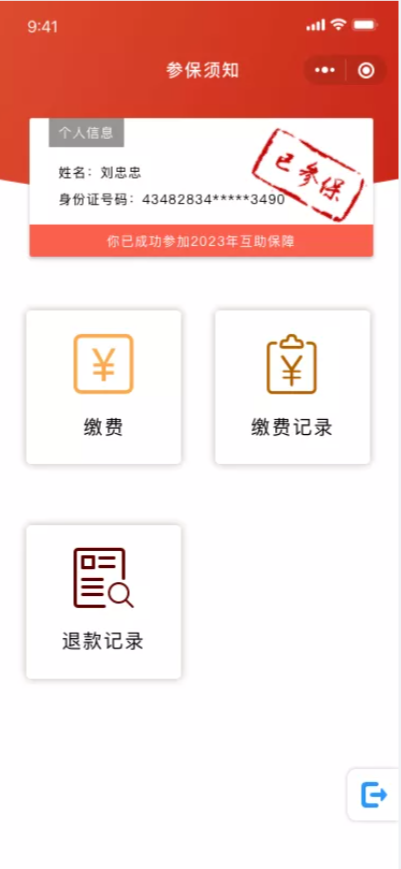 9:41
参保须知
个人信息
姓名：刘忠忠
身份证号码：43482834*****3490
已参保
你已成功参加2023年互助保障
¥
缴费
¥
缴费记录
退款记录